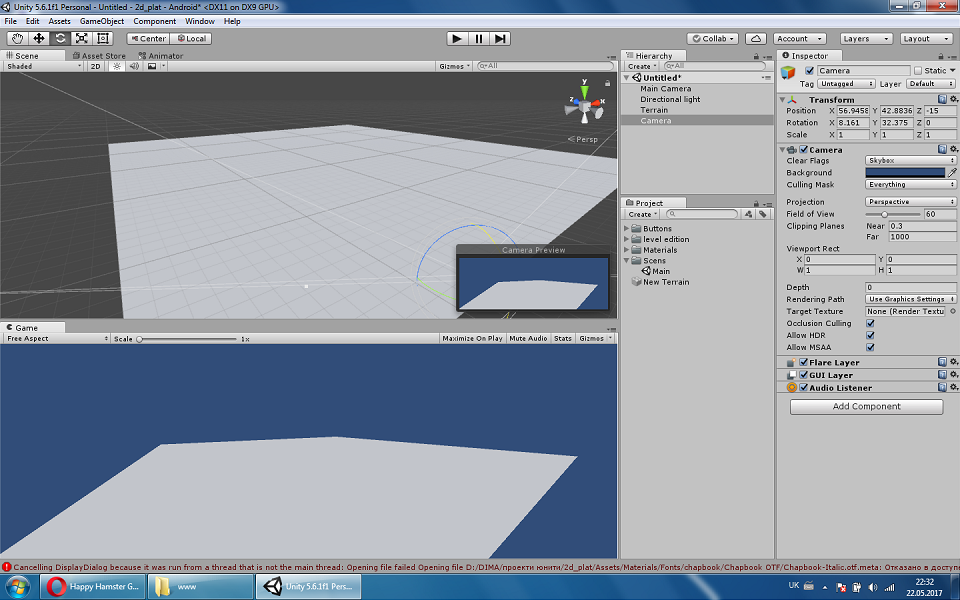 Unity 5.6.1f1 Personal - Untitled - 2d_plat - Android* <DX11 on DX9 GPU>
File Edit Assets GameObject Component Window Help
Center Local Collab Account Layers Layout
Scene Asset Store Animator
Shaded 2D Gizmos All
y
z x
Persp
Camera Preview
Game
Free Aspect Scale 1x Maximize On Play Mute Audio Stats Gizmos
Hierarchy
Create All
Untitled*
Main Camera
Directional light
Terrain
Camera
Project
Create
Buttons
level edition
Materials
Scens
Main
New Terrain
Inspector
Camera Static
Tag Untagged Layer Default
Transform
Position X 56.9458 Y 42.8836 Z -15
Rotation X 8.161 Y 32.375 Z 0
Scale X 1 Y 1 Z 1
Camera
Clear Flags Skybox
Background
Culling Mask Everything
Projection Perspective
Field of View 60
Clipping Planes Near 0.3
Far 1000
Viewport Rect
X 0 Y 0
W 1 H 1
Depth 0
Rendering Path Use Graphics Settings
Target Texture None (Render Textu
Occlusion Culling
Allow HDR
Allow MSAA
Flare Layer
GUI Layer
Audio Listener
Add Component
Cancelling DisplayDialog because it was run from a thread that is not the main thread: Opening file failed Opening file D:/DIMA/проекти юнити/2d_plat/Assets/Materials/Fonts/chapbook/Chapbook OTF/Chapbook-Italic.otf.meta: Отказано в доступе
Happy Hamster G... www Unity 5.6.1f1 Pers... UK 22:32
22.05.2017